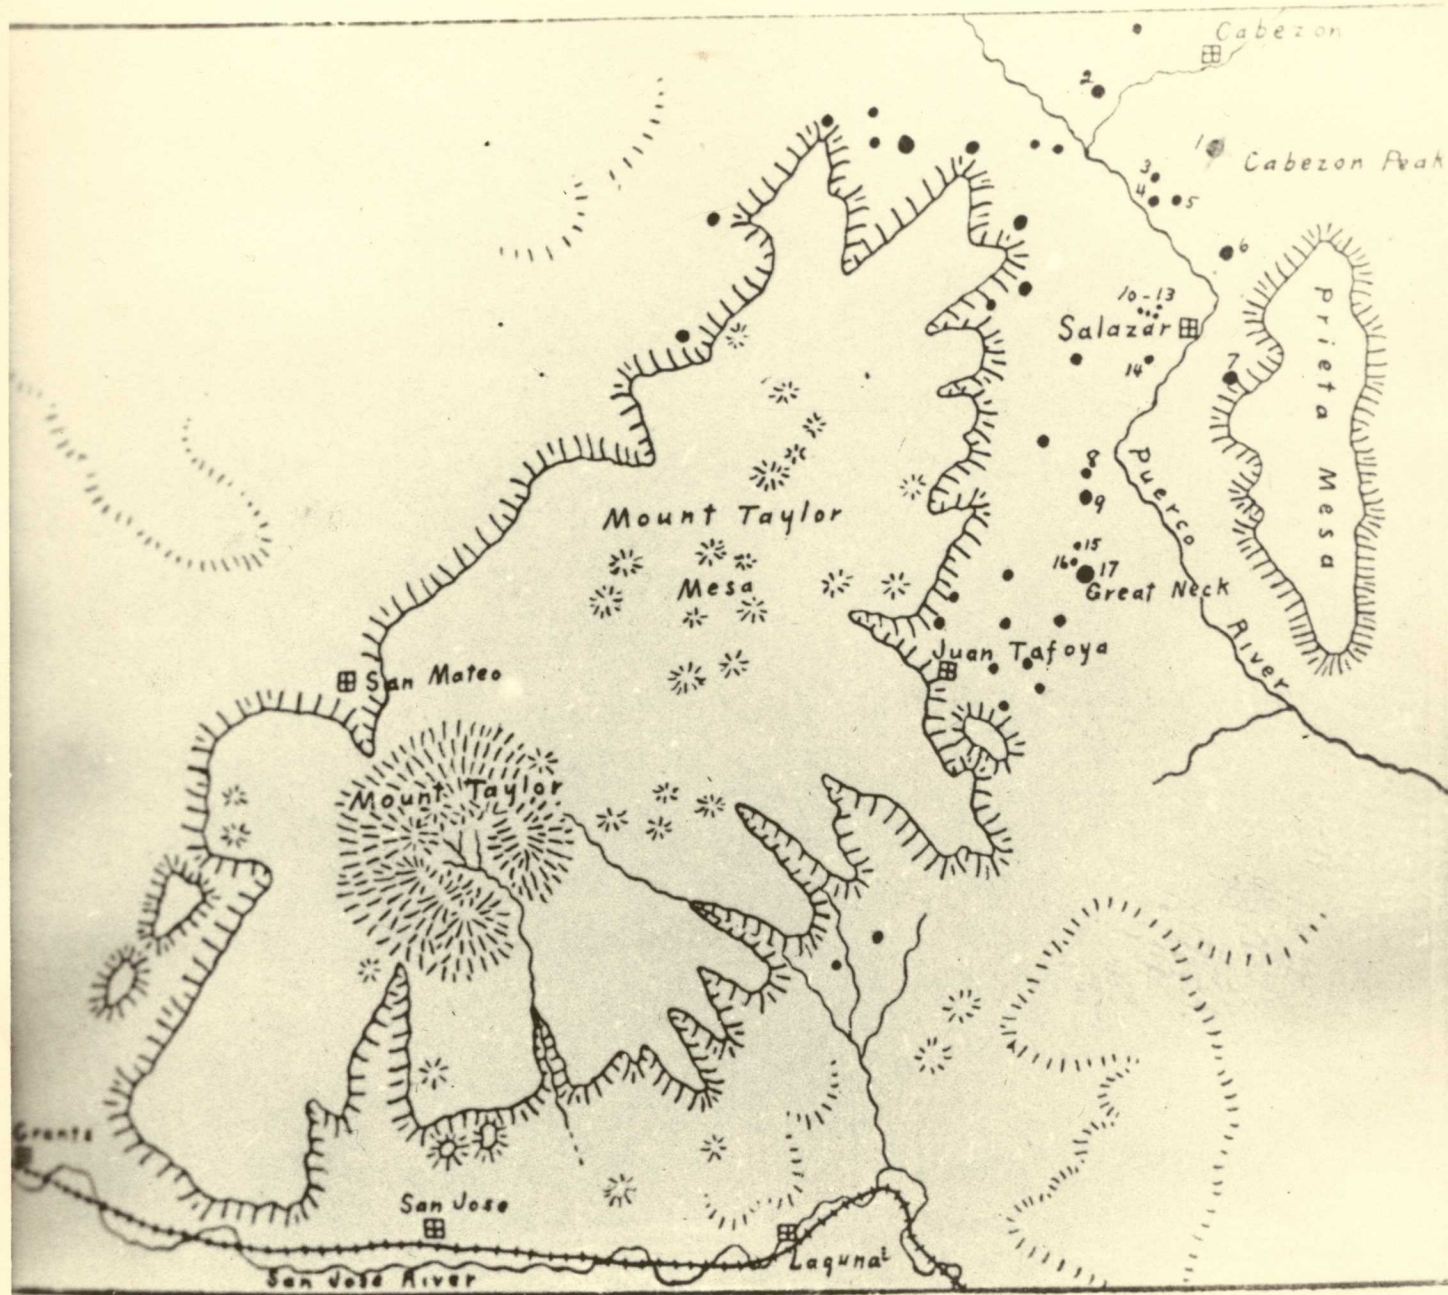 Cabezon
2
1
Cabezon Peak
3
4
5
6
10-13
Salazar
14
7
Prieta Mesa
8
9
Puerco
River
Mount Taylor
Mesa
15
16
17
Great Neck
Juan Tafoya
San Mateo
Mount Taylor
Grants
San Jose
Laguna
San Jose River